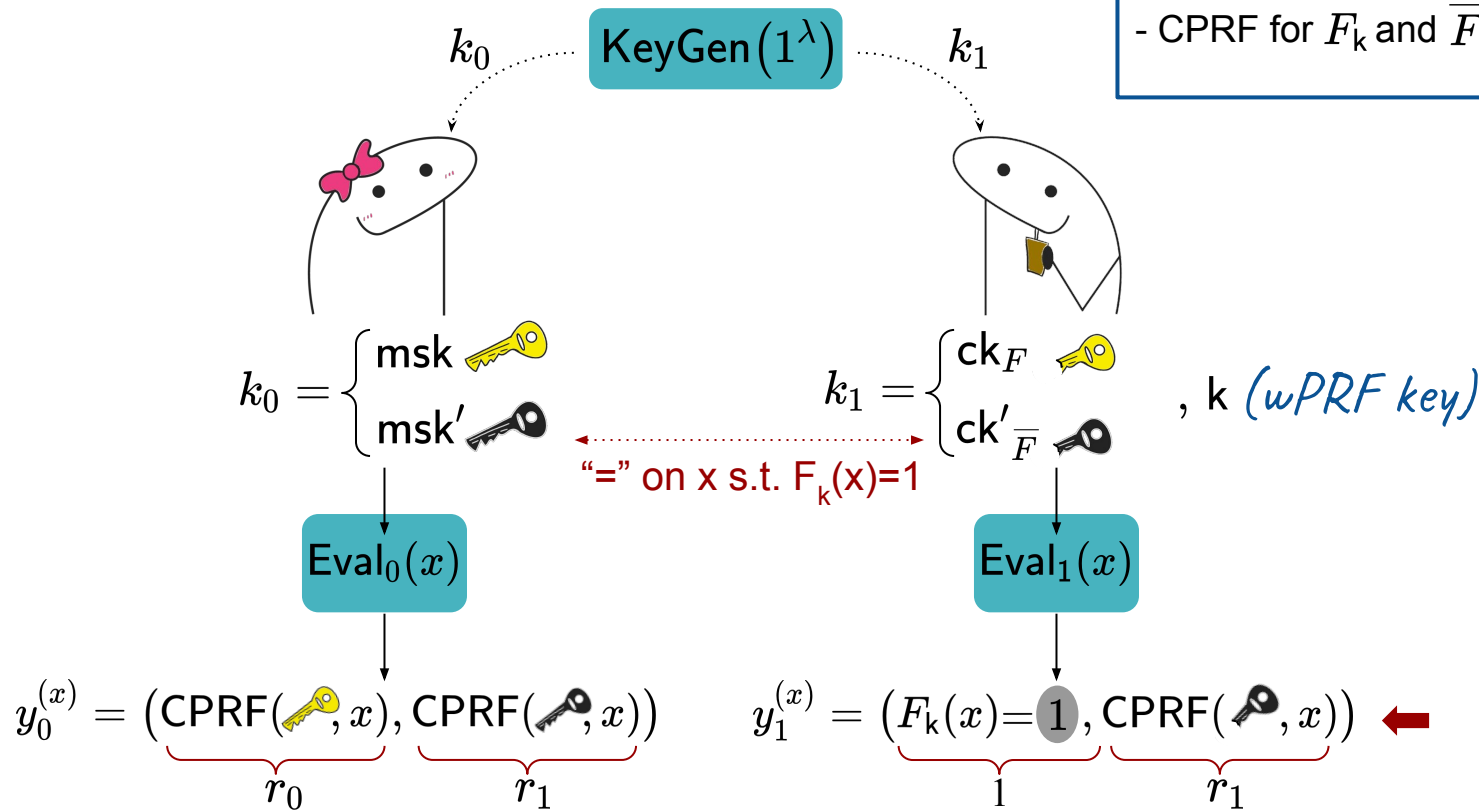 - CPRF for F_k and F̅
k_0 KeyGen(1^λ) k_1
k_0 = { msk
msk′
k_1 = { ck_F
ck′_F̅
, k (wPRF key)
“=” on x s.t. F_k(x)=1
Eval_0(x)
Eval_1(x)
y_0^(x) = (CPRF( , x), CPRF( , x))
r_0 r_1
y_1^(x) = (F_k(x)=1, CPRF( , x))
1 r_1